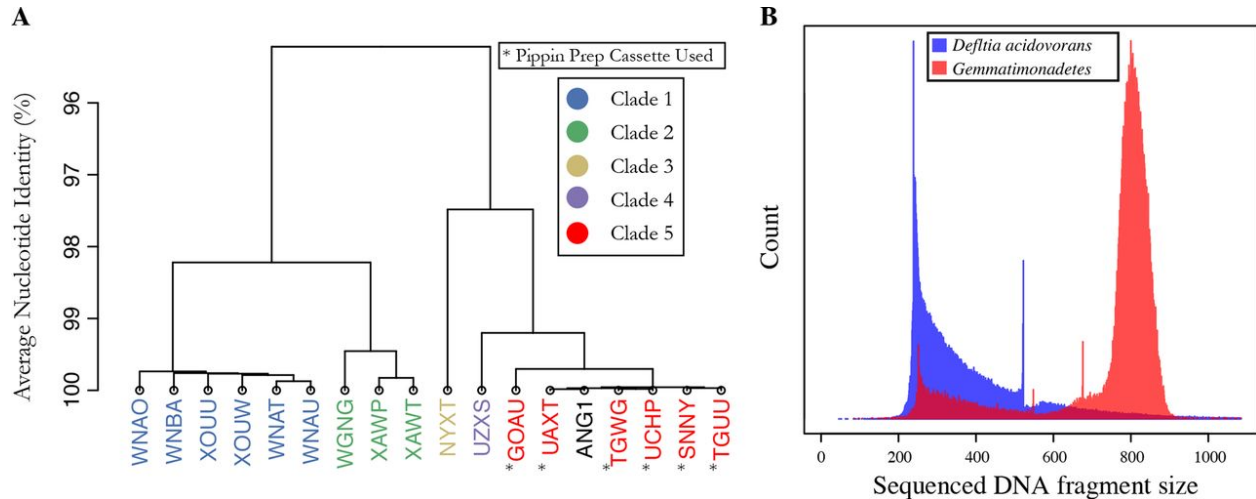 A
* Pippin Prep Cassette Used
Clade 1
Clade 2
Clade 3
Clade 4
Clade 5
Average Nucleotide Identity (%)
96
97
98
99
100
WNAO
WNBA
XOUU
XOUW
WNAT
WNAU
WGNG
XAWP
XAWT
NYXT
UZXS
*GOAU
*UAXT
ANG1
*TGWG
*UCHP
*SNNY
*TGUU
B
Defltia acidovorans
Gemmatimonadetes
Count
0 200 400 600 800 1000
Sequenced DNA fragment size